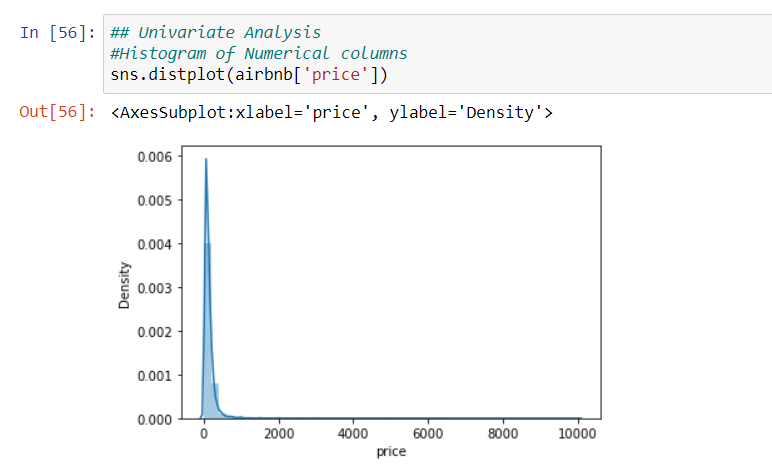 In [56]: ## Univariate Analysis
#Histogram of Numerical columns
sns.distplot(airbnb['price'])
Out[56]: <AxesSubplot:xlabel='price', ylabel='Density'>
0.006
0.005
0.004
0.003
0.002
0.001
0.000
Density
0 2000 4000 6000 8000 10000
price